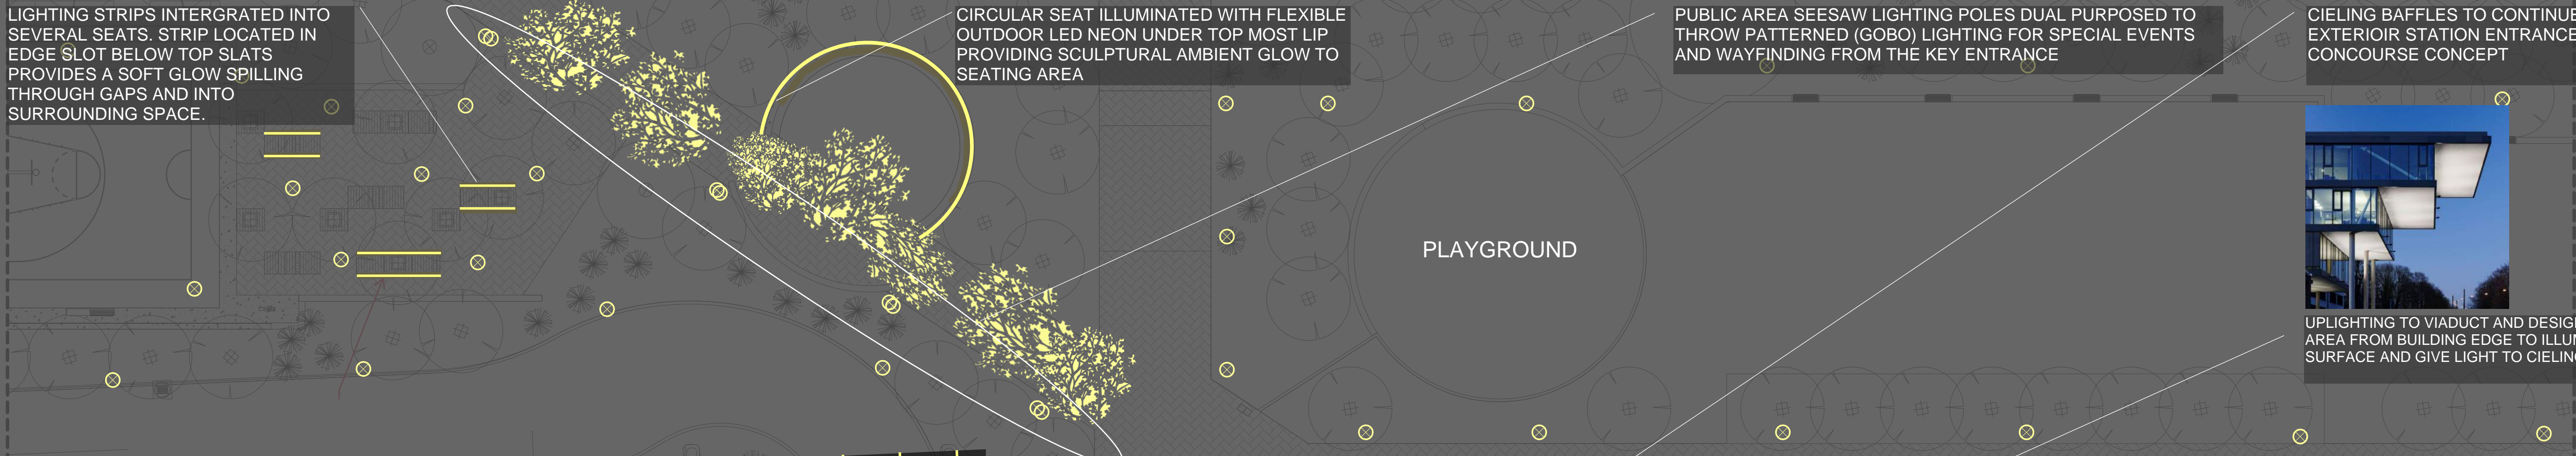 LIGHTING STRIPS INTERGRATED INTO
SEVERAL SEATS. STRIP LOCATED IN
EDGE SLOT BELOW TOP SLATS
PROVIDES A SOFT GLOW SPILLING
THROUGH GAPS AND INTO
SURROUNDING SPACE.
CIRCULAR SEAT ILLUMINATED WITH FLEXIBLE
OUTDOOR LED NEON UNDER TOP MOST LIP
PROVIDING SCULPTURAL AMBIENT GLOW TO
SEATING AREA
PUBLIC AREA SEESAW LIGHTING POLES DUAL PURPOSED TO
THROW PATTERNED (GOBO) LIGHTING FOR SPECIAL EVENTS
AND WAYFINDING FROM THE KEY ENTRANCE
CIELING BAFFLES TO CONTINUE
EXTERIOIR STATION ENTRANCE
CONCOURSE CONCEPT
PLAYGROUND
UPLIGHTING TO VIADUCT AND
AREA FROM BUILDING EDGE TO
SURFACE AND GIVE LIGHT TO